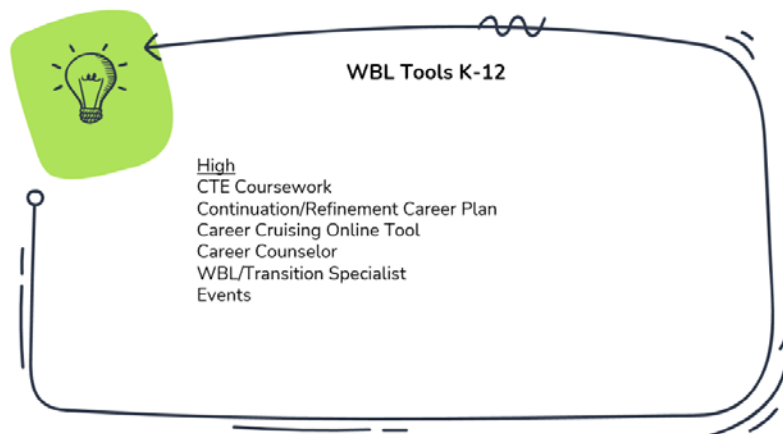 WBL Tools K-12
High
CTE Coursework
Continuation/Refinement Career Plan
Career Cruising Online Tool
Career Counselor
WBL/Transition Specialist
Events